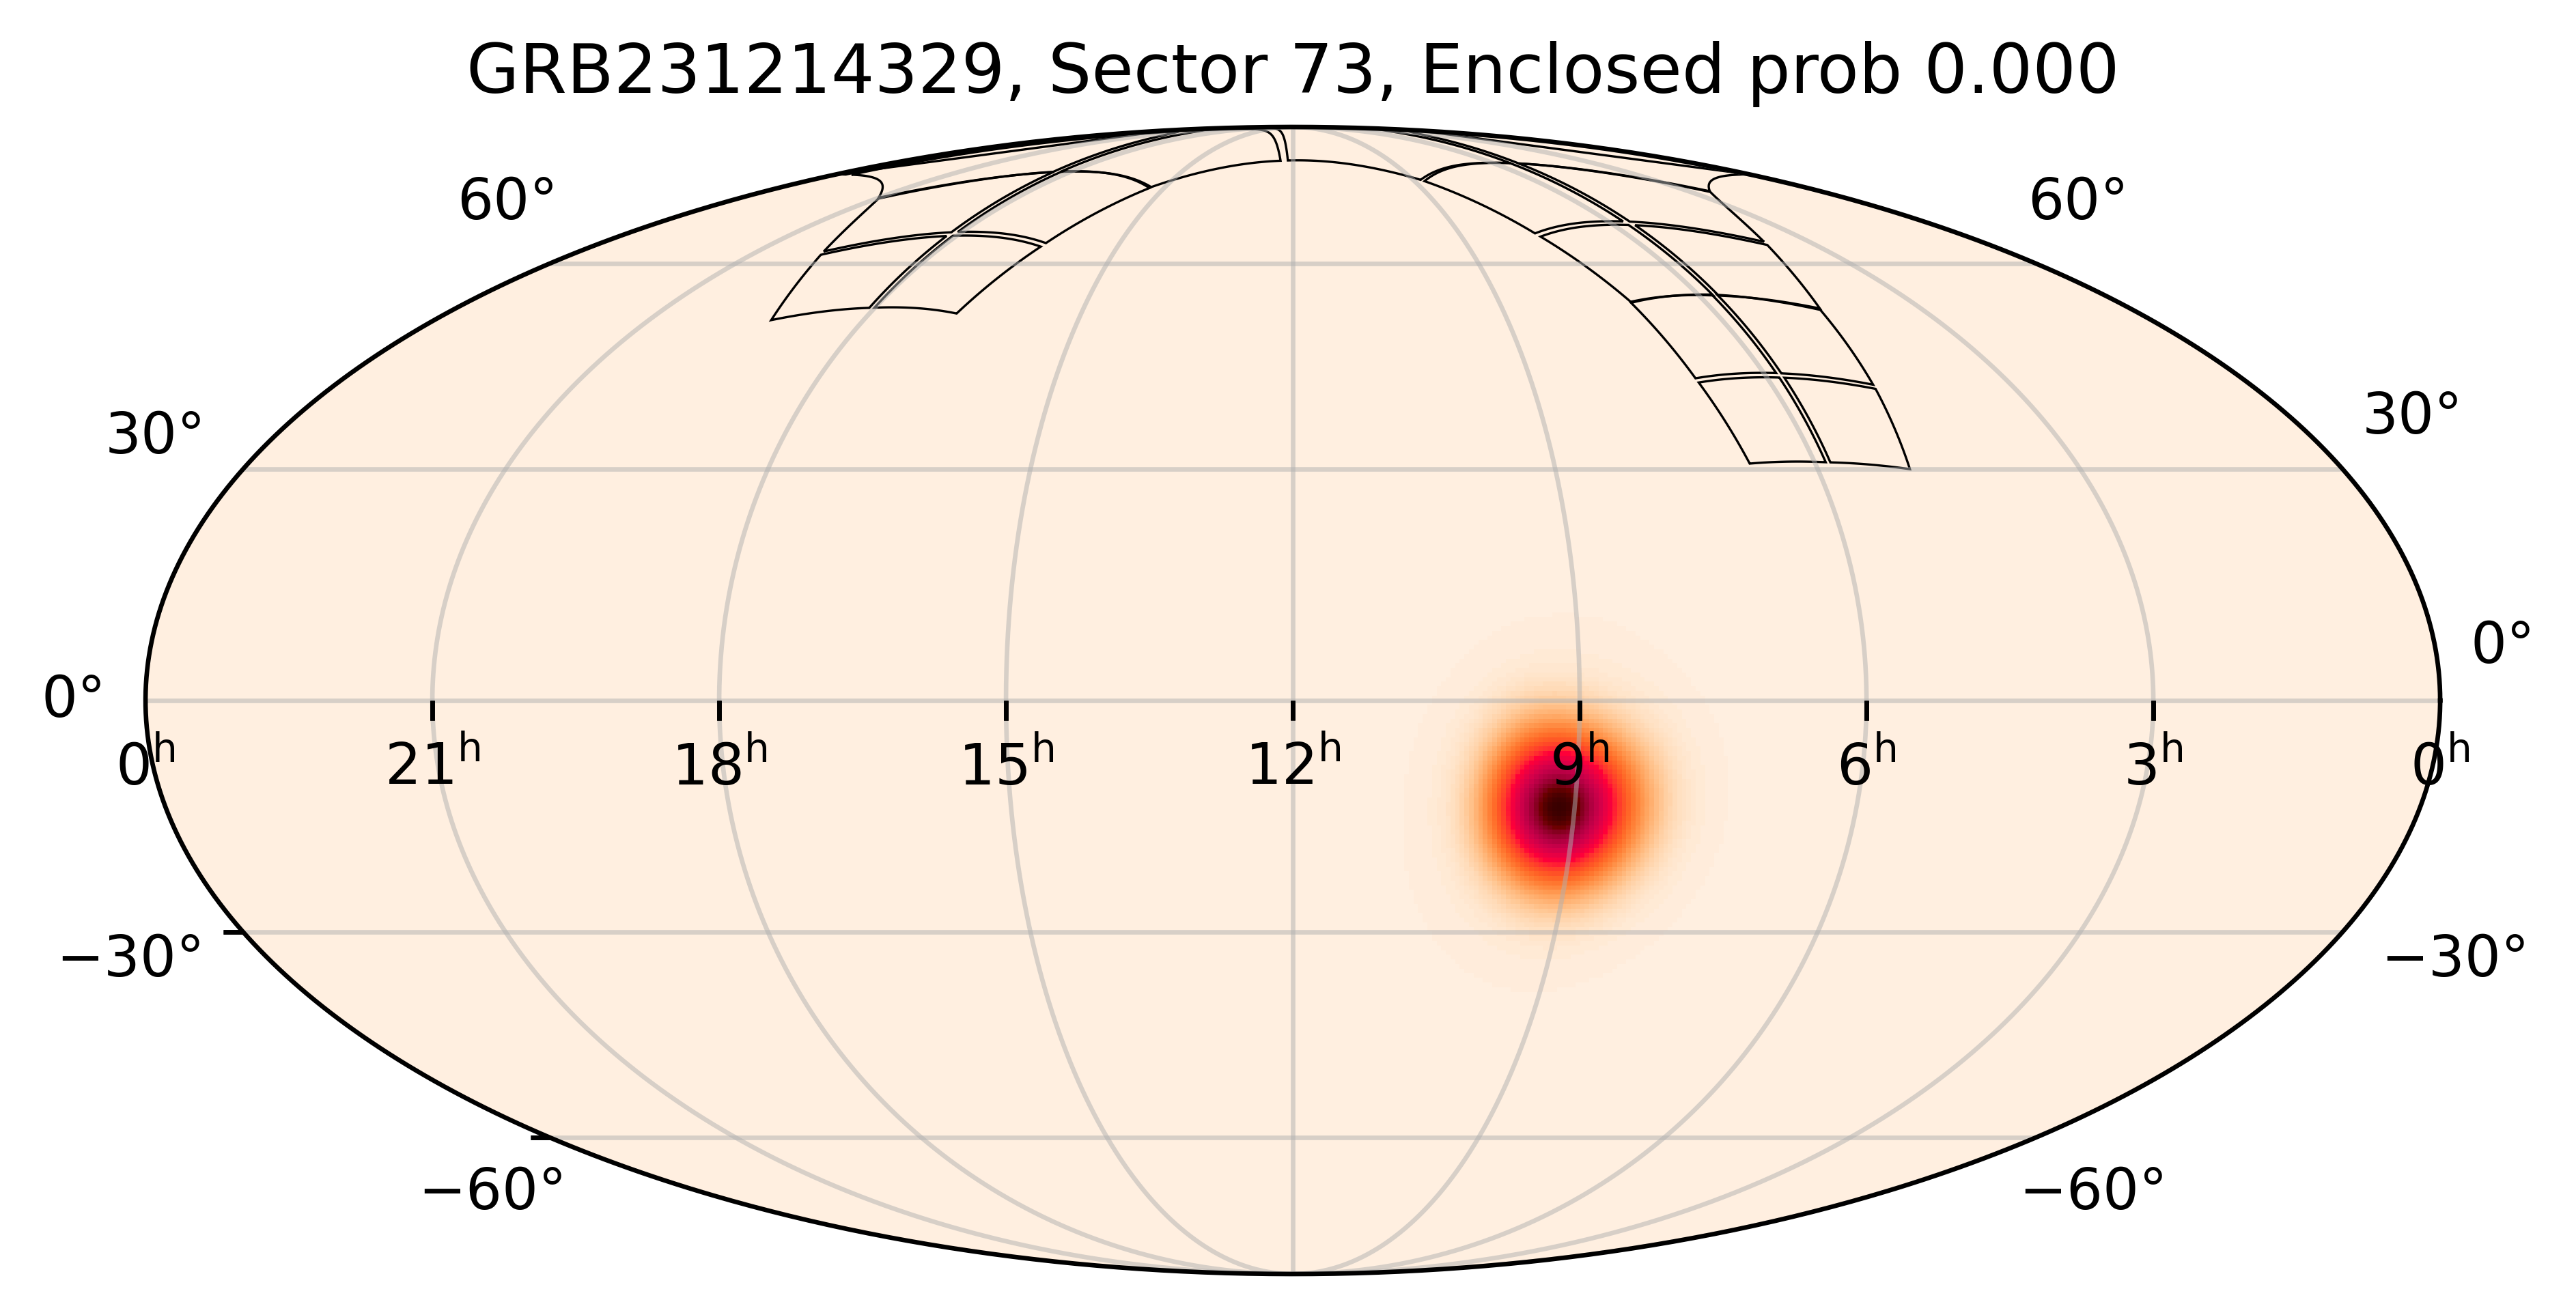 GRB231214329, Sector 73, Enclosed prob 0.000
60° 60°
30° 30°
0° 0°
0h 21h 18h 15h 12h 9h 6h 3h 0h
−30° −30°
−60° −60°